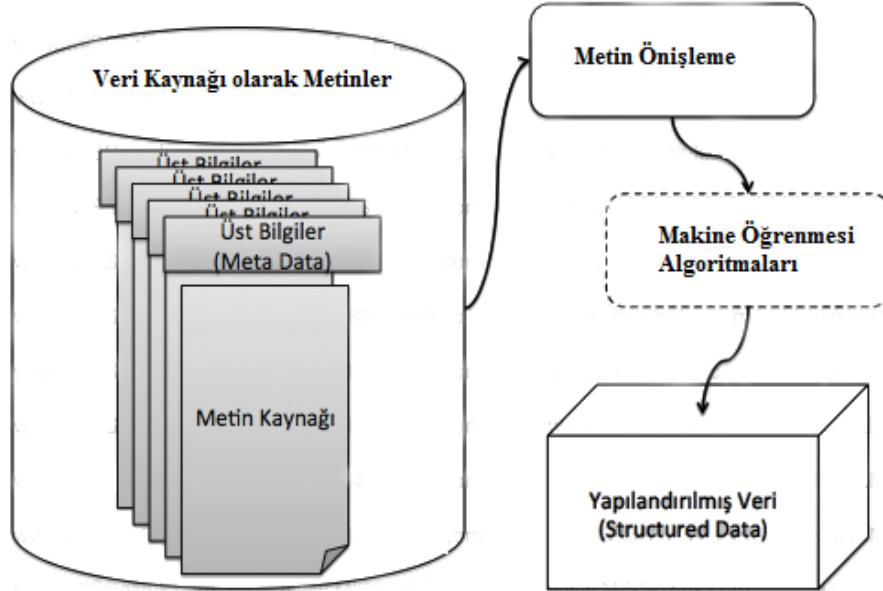 Veri Kaynağı olarak Metinler
Üst Bilgiler
Üst Bilgiler
Üst Bilgiler
Üst Bilgiler
Üst Bilgiler
(Meta Data)
Metin Kaynağı
Metin Önişleme
Makine Öğrenmesi
Algoritmaları
Yapılandırılmış Veri
(Structured Data)